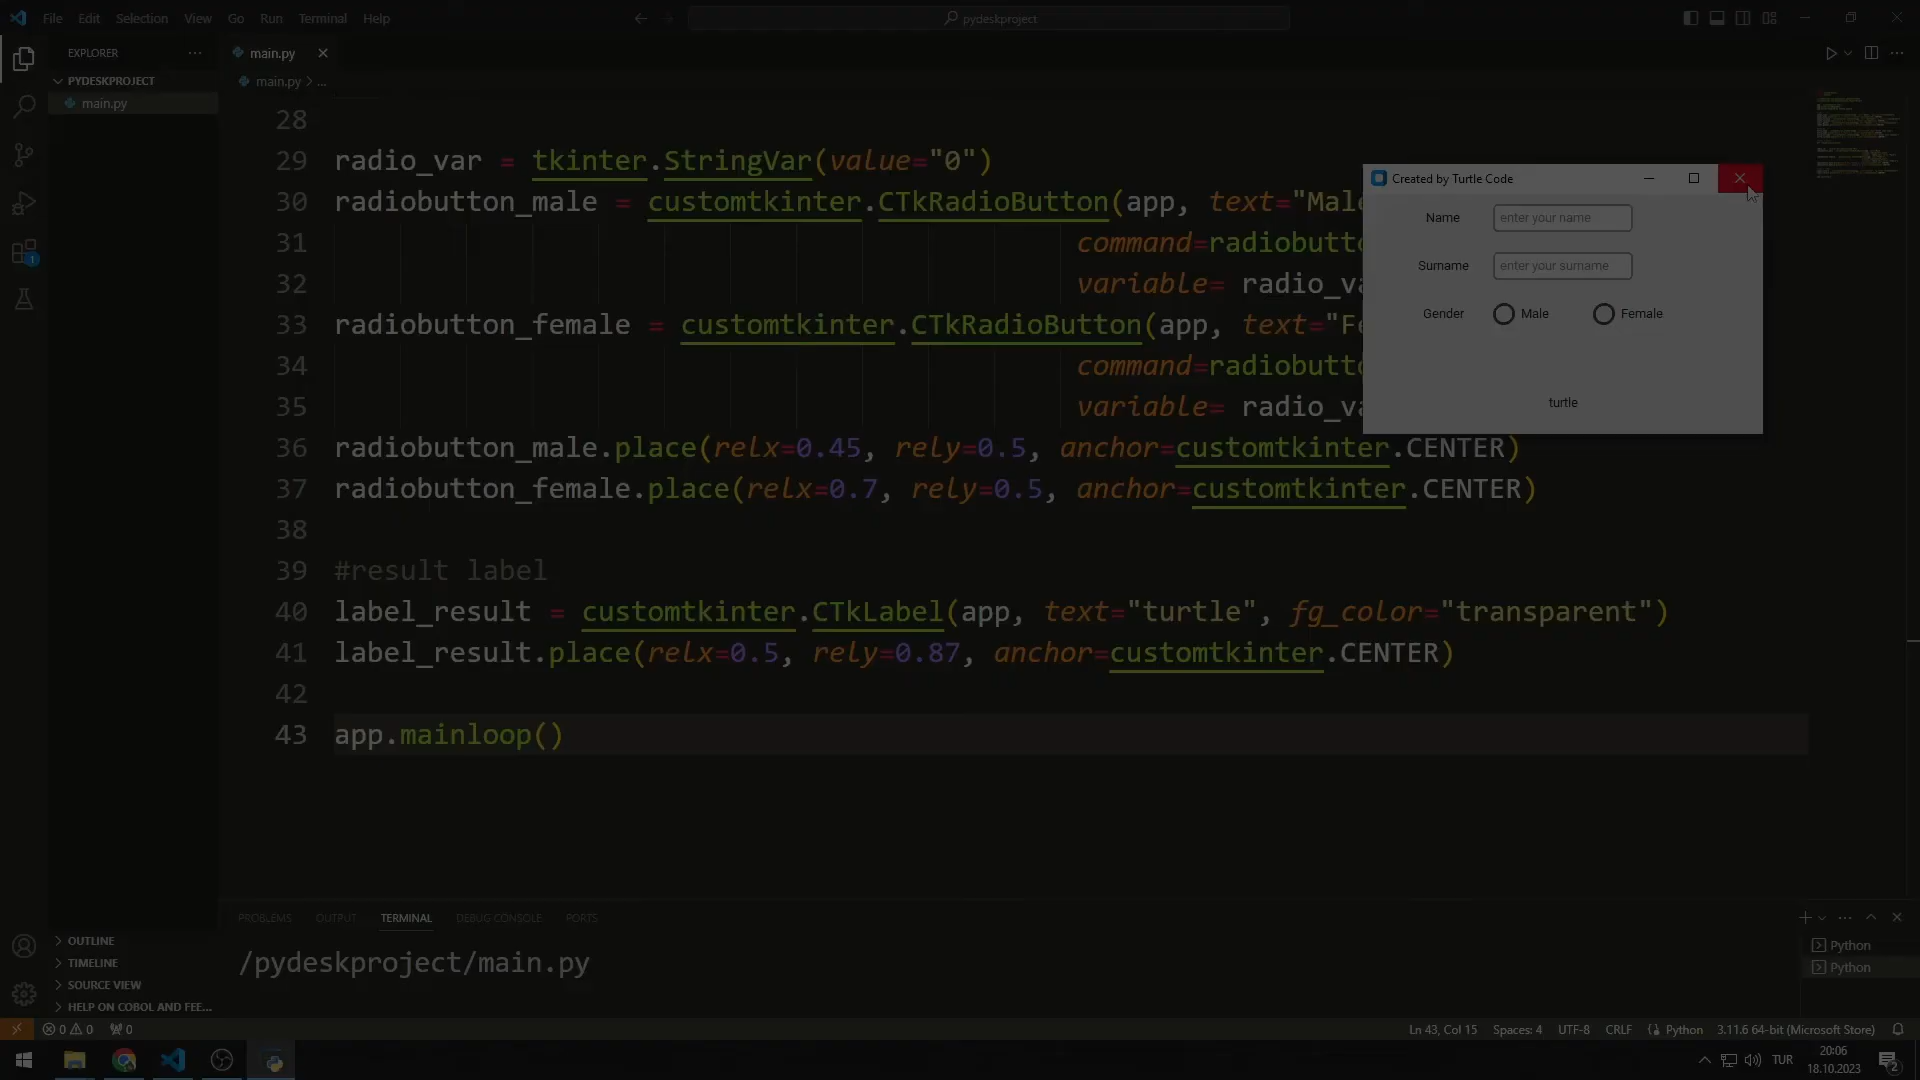 File Edit Selection View Go Run Terminal Help
pydeskproject
EXPLORER
PYDESKPROJECT
main.py
main.py
main.py > ...
28
29 radio_var = tkinter.StringVar(value="0")
30 radiobutton_male = customtkinter.CTkRadioButton(app, text="Male
31 command=radiobutto
32 variable= radio_va
33 radiobutton_female = customtkinter.CTkRadioButton(app, text="Fe
34 command=radiobutto
35 variable= radio_va
36 radiobutton_male.place(relx=0.45, rely=0.5, anchor=customtkinter.CENTER)
37 radiobutton_female.place(relx=0.7, rely=0.5, anchor=customtkinter.CENTER)
38
39 #result label
40 label_result = customtkinter.CTkLabel(app, text="turtle", fg_color="transparent")
41 label_result.place(relx=0.5, rely=0.87, anchor=customtkinter.CENTER)
42
43 app.mainloop()
Created by Turtle Code
Name enter your name
Surname enter your surname
Gender Male Female
turtle
PROBLEMS OUTPUT TERMINAL DEBUG CONSOLE PORTS
/pydeskproject/main.py
Python
Python
OUTLINE
TIMELINE
SOURCE VIEW
HELP ON COBOL AND FEE...
1
0 0 0
Ln 43, Col 15 Spaces: 4 UTF-8 CRLF Python 3.11.6 64-bit (Microsoft Store)
TUR
20:06
18.10.2023
2